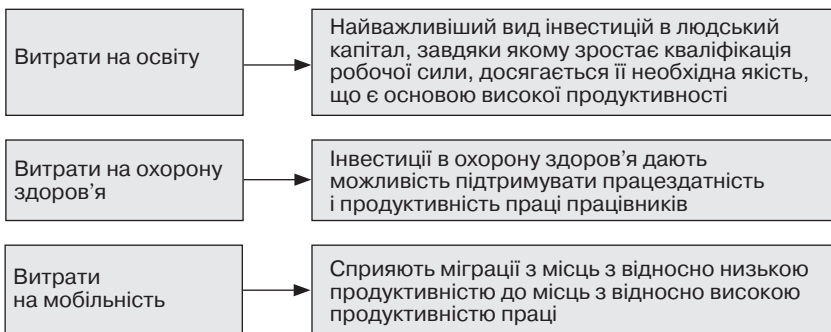 Витрати на освіту
Найважливіший вид інвестицій в людський
капітал, завдяки якому зростає кваліфікація
робочої сили, досягається її необхідна якість,
що є основою високої продуктивності
Витрати на охорону
здоров’я
Інвестиції в охорону здоров’я дають
можливість підтримувати працездатність
і продуктивність праці працівників
Витрати
на мобільність
Сприяють міграції з місць з відносно низькою
продуктивністю до місць з відносно високою
продуктивністю праці